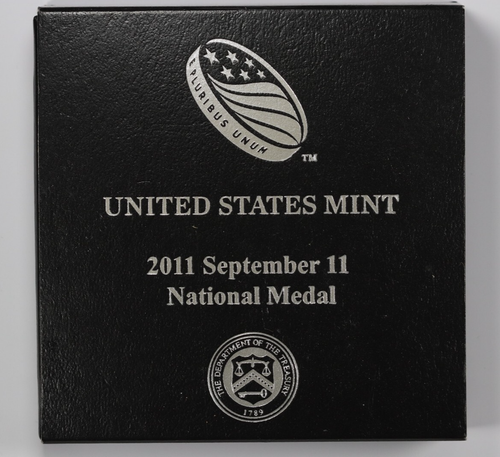 E PLURIBUS UNUM
TM
UNITED STATES MINT
2011 September 11
National Medal
THE DEPARTMENT OF THE TREASURY
1789